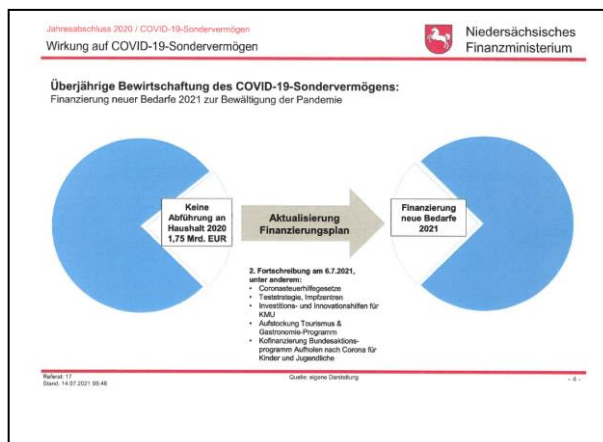 Jahresabschluss 2020 / COVID-19-Sondervermögen
Wirkung auf COVID-19-Sondervermögen
Niedersächsisches
Finanzministerium
Überjährige Bewirtschaftung des COVID-19-Sondervermögens:
Finanzierung neuer Bedarfe 2021 zur Bewältigung der Pandemie
Keine
Abführung an
Haushalt 2020
1,75 Mrd. EUR
Aktualisierung
Finanzierungsplan
Finanzierung
neue Bedarfe
2021
2. Fortschreibung am 6.7.2021,
unter anderem:
• Coronasteuerhilfegesetze
• Teststrategie, Impfzentren
• Investitions- und Innovationshilfen für
KMU
• Aufstockung Tourismus &
Gastronomie-Programm
• Kofinanzierung Bundesaktions-
programm Aufholen nach Corona für
Kinder und Jugendliche
Referat: 17
Stand: 14.07.2021 08:48
Quelle: eigene Darstellung
- 4 -